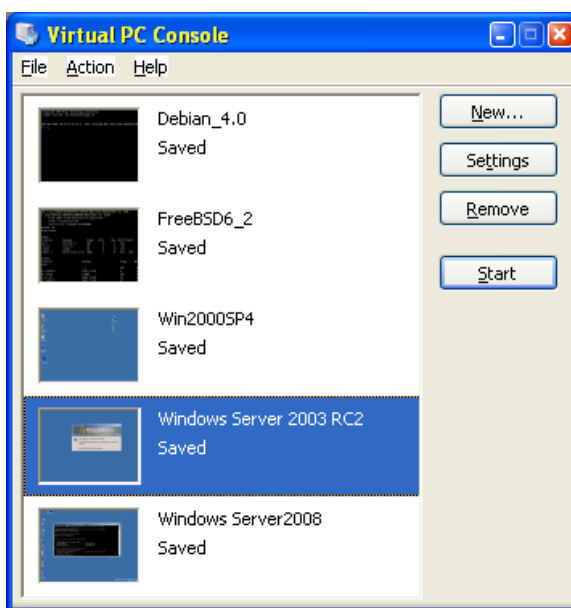 Virtual PC Console
File Action Help
Debian_4.0
Saved
New...
Settings
Remove
Start
FreeBSD6_2
Saved
Win2000SP4
Saved
Windows Server 2003 RC2
Saved
Windows Server2008
Saved